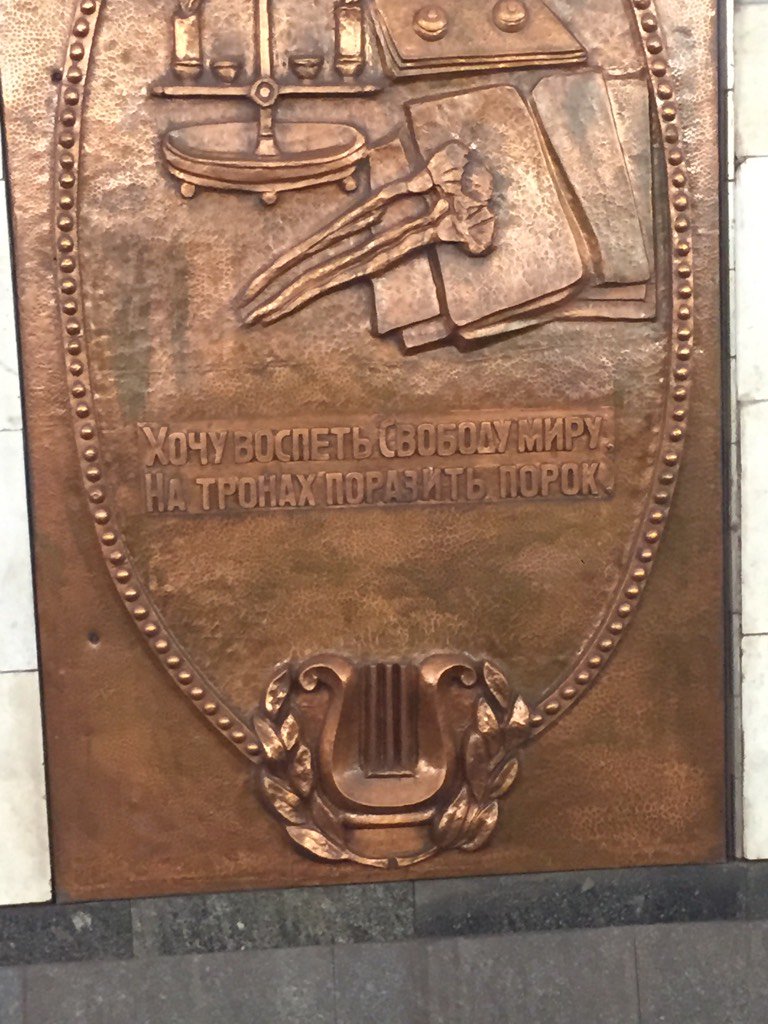 Хочу воспеть Свободу миру,
На тронах поразить порок.